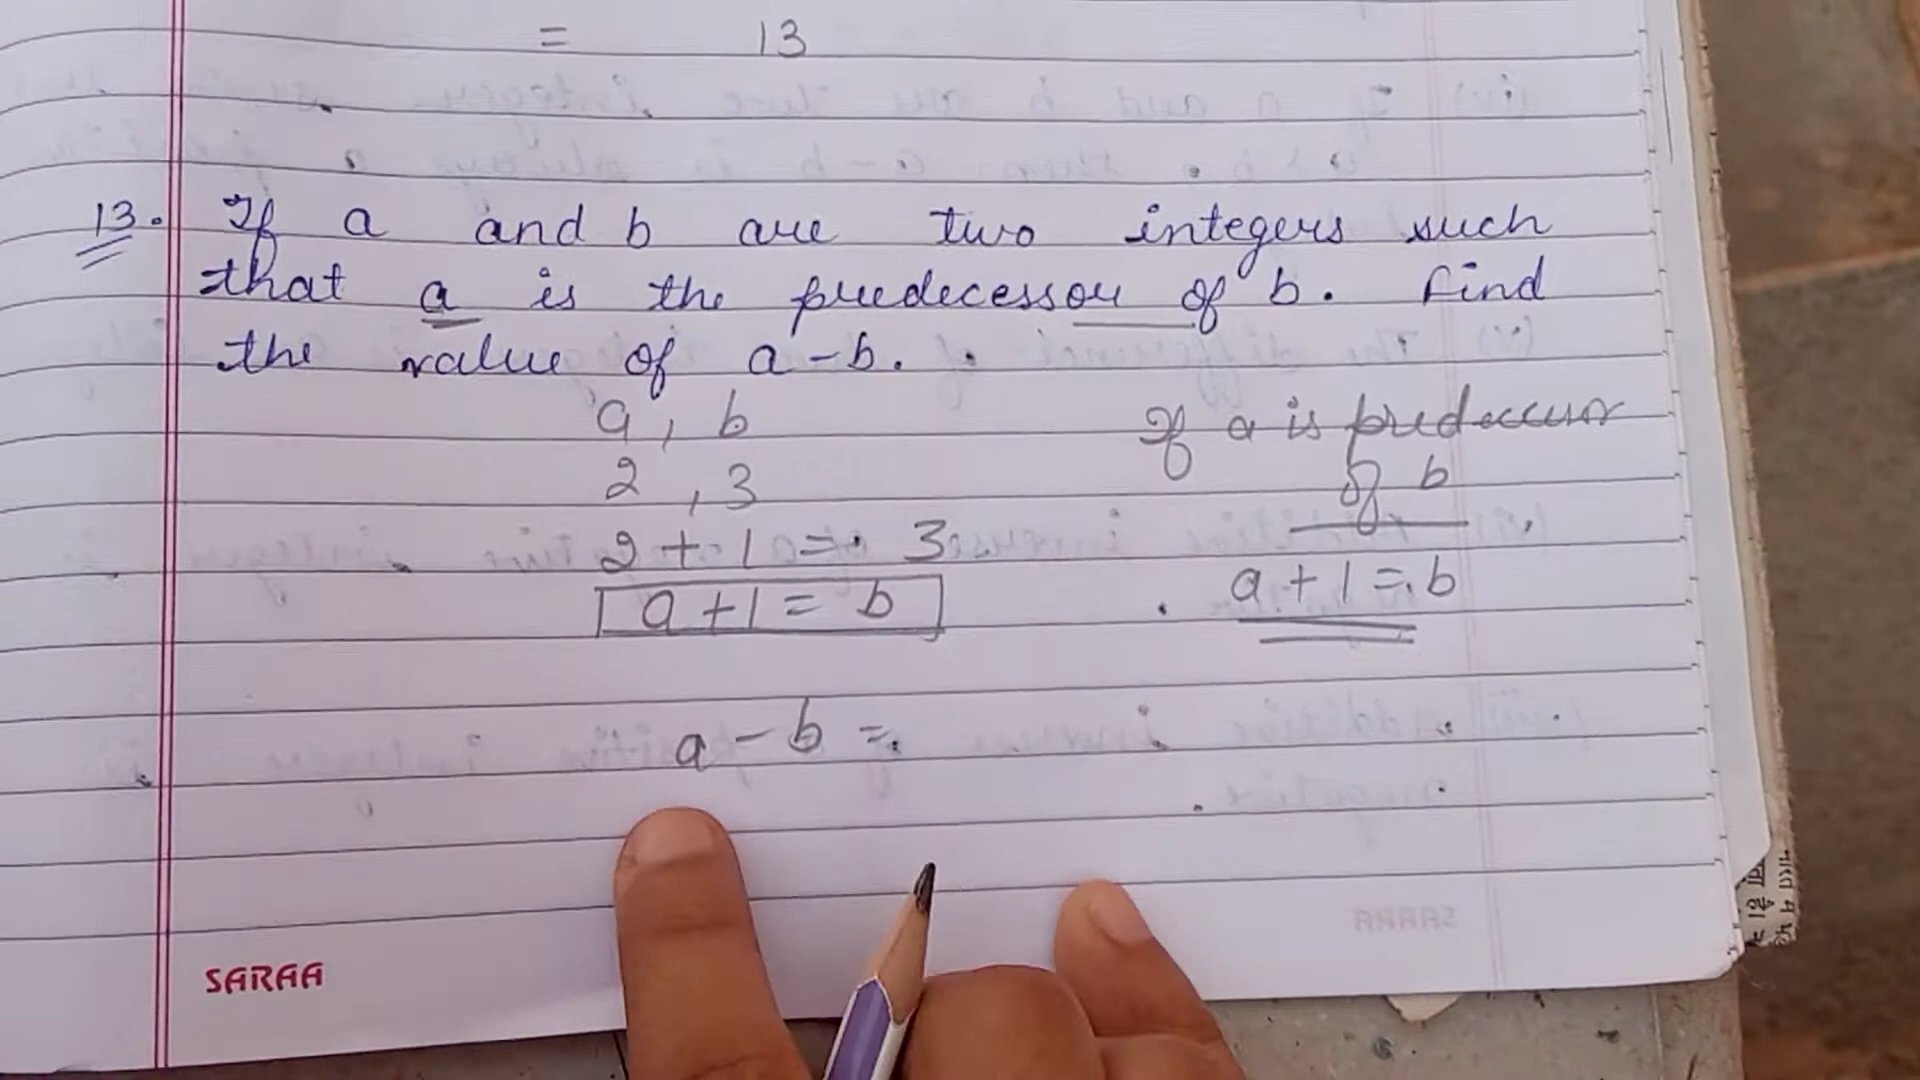 = 13
13. If a and b are two integers such
that a is the predecessor of b. Find
the value of a-b.
a, b
If a is predecessor
of b
2, 3
2 + 1 = 3
a+1 = b
a + 1 = b
a - b =
SARAA